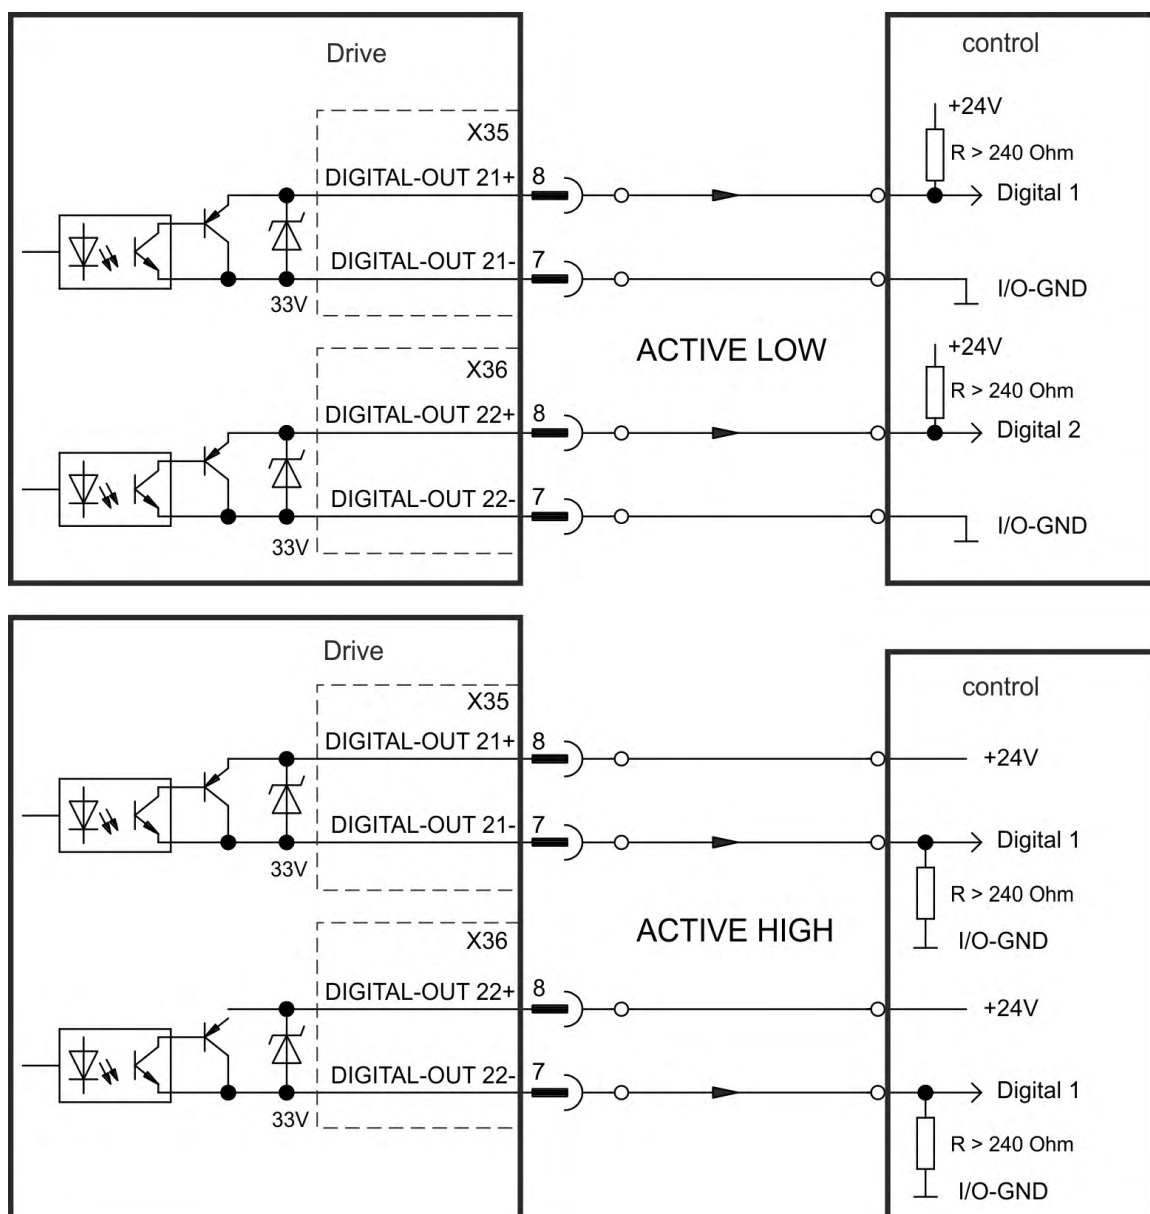 Drive
control
+24V
X35
R > 240 Ohm
DIGITAL-OUT 21+
8
Digital 1
DIGITAL-OUT 21-
7
I/O-GND
33V
ACTIVE LOW
+24V
X36
R > 240 Ohm
DIGITAL-OUT 22+
8
Digital 2
DIGITAL-OUT 22-
7
I/O-GND
33V
Drive
control
X35
DIGITAL-OUT 21+
8
+24V
DIGITAL-OUT 21-
7
Digital 1
33V
R > 240 Ohm
ACTIVE HIGH
X36
I/O-GND
DIGITAL-OUT 22+
8
+24V
DIGITAL-OUT 22-
7
Digital 1
33V
R > 240 Ohm
I/O-GND